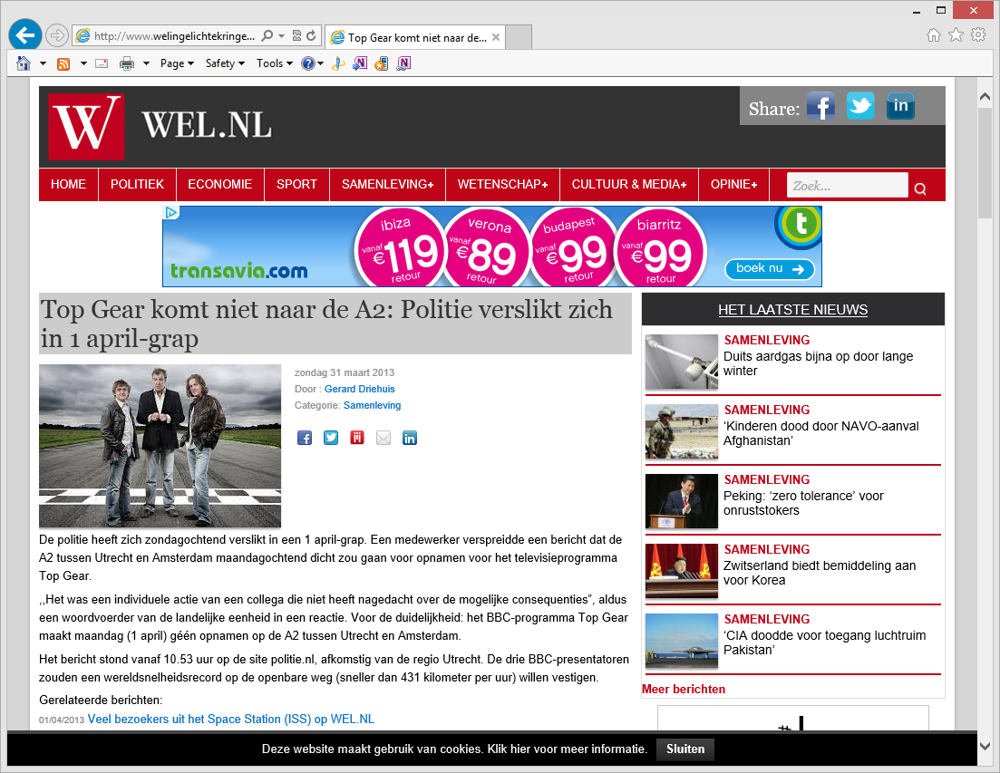 http://www.welingelichtekringe...
Top Gear komt niet naar de...
Page
Safety
Tools
W WEL.NL
Share:
HOME POLITIEK ECONOMIE SPORT SAMENLEVING+ WETENSCHAP+ CULTUUR & MEDIA+ OPINIE+ Zoek...
transavia.com
ibiza vanaf €119 retour
verona vanaf €89 retour
budapest vanaf €99 retour
biarritz vanaf €99 retour
t
boek nu
Top Gear komt niet naar de A2: Politie verslikt zich
in 1 april-grap
zondag 31 maart 2013
Door : Gerard Driehuis
Categorie: Samenleving
De politie heeft zich zondagochtend verslikt in een 1 april-grap. Een medewerker verspreidde een bericht dat de
A2 tussen Utrecht en Amsterdam maandagochtend dicht zou gaan voor opnamen voor het televisieprogramma
Top Gear.
,,Het was een individuele actie van een collega die niet heeft nagedacht over de mogelijke consequenties”, aldus
een woordvoerder van de landelijke eenheid in een reactie. Voor de duidelijkheid: het BBC-programma Top Gear
maakt maandag (1 april) géén opnamen op de A2 tussen Utrecht en Amsterdam.
Het bericht stond vanaf 10.53 uur op de site politie.nl, afkomstig van de regio Utrecht. De drie BBC-presentatoren
zouden een wereldsnelheidsrecord op de openbare weg (sneller dan 431 kilometer per uur) willen vestigen.
Gerelateerde berichten:
01/04/2013 Veel bezoekers uit het Space Station (ISS) op WEL.NL
HET LAATSTE NIEUWS
SAMENLEVING
Duits aardgas bijna op door lange
winter
SAMENLEVING
‘Kinderen dood door NAVO-aanval
Afghanistan’
SAMENLEVING
Peking: ‘zero tolerance’ voor
onruststokers
SAMENLEVING
Zwitserland biedt bemiddeling aan
voor Korea
SAMENLEVING
‘CIA doodde voor toegang luchtruim
Pakistan’
Meer berichten
Deze website maakt gebruik van cookies. Klik hier voor meer informatie. Sluiten